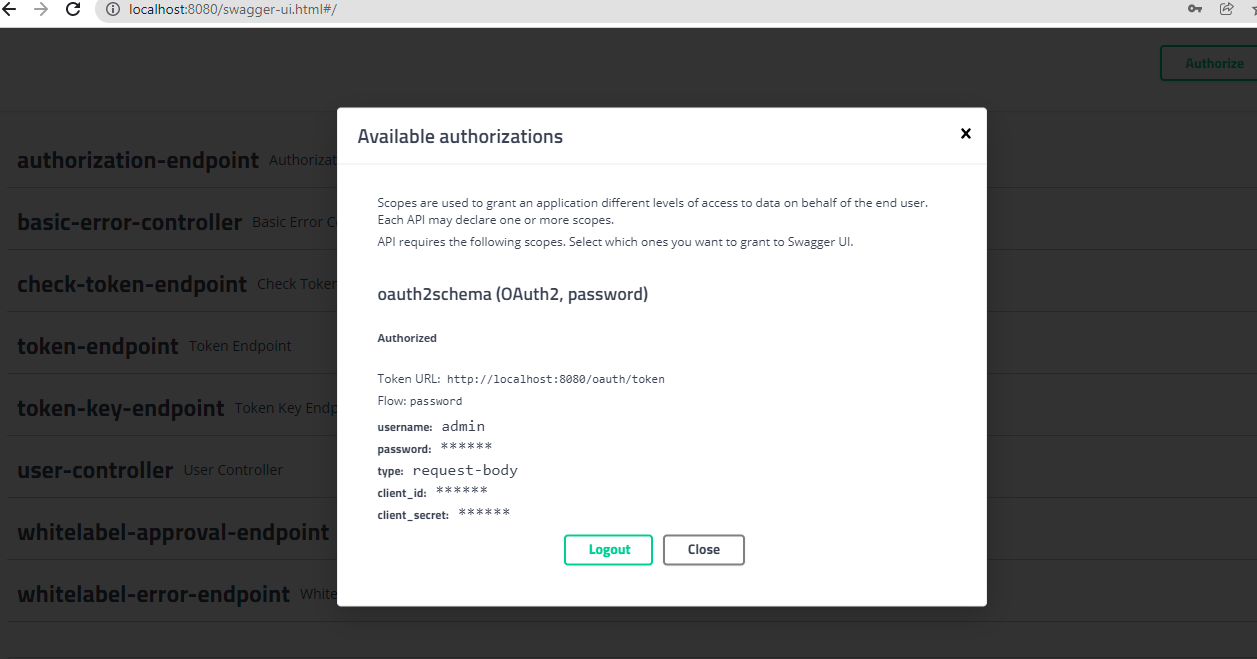 localhost:8080/swagger-ui.html#/
Authorize
Available authorizations
authorization-endpoint
basic-error-controller Basic Error
check-token-endpoint Check Token
token-endpoint Token Endpoint
token-key-endpoint Token Key
user-controller User Controller
whitelabel-approval-endpoint
whitelabel-error-endpoint White
Scopes are used to grant an application different levels of access to data on behalf of the end user.
Each API may declare one or more scopes.
API requires the following scopes. Select which ones you want to grant to Swagger UI.
oauth2schema (OAuth2, password)
Authorized
Token URL: http://localhost:8080/oauth/token
Flow: password
username: admin
password: ******
type: request-body
client_id: ******
client_secret: ******
Logout Close